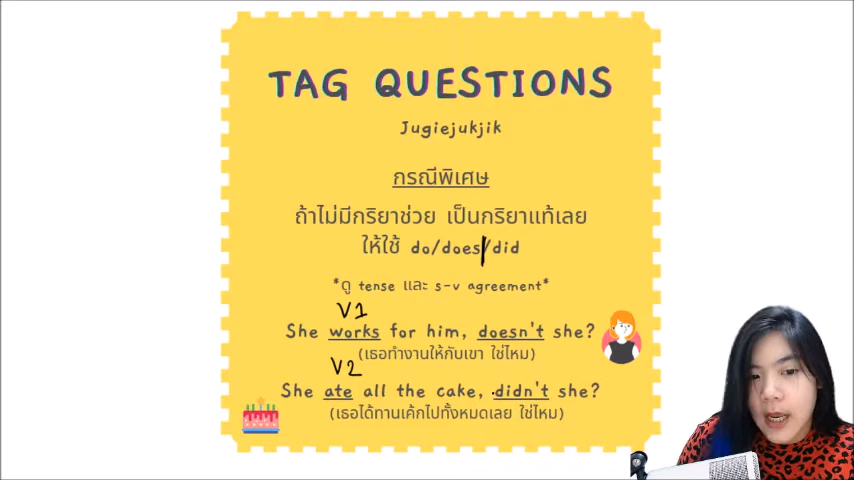 TAG QUESTIONS
Jugiejukjik
กรณีพิเศษ
ถ้าไม่มีกริยาช่วย เป็นกริยาแท้เลย
ให้ใช้ do/does/did
*ดู tense และ s-v agreement*
V1
She works for him, doesn't she?
(เธอทำงานให้กับเขา ใช่ไหม)
V2
She ate all the cake, didn't she?
(เธอได้ทานเค้กไปทั้งหมดเลย ใช่ไหม)